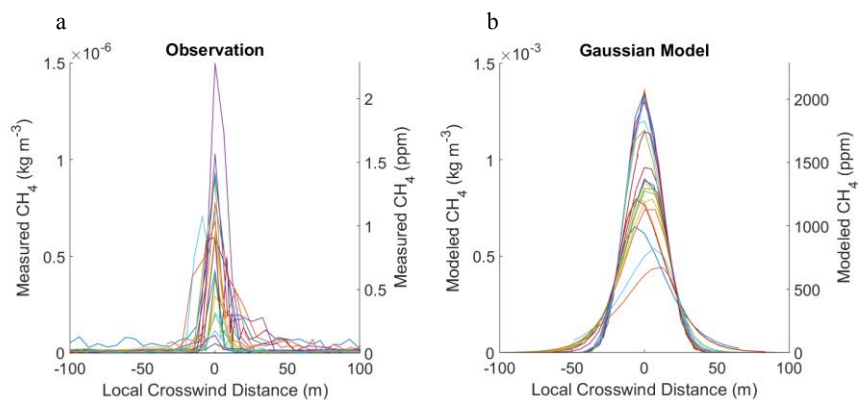 a
Observation
×10⁻⁶
1.5
1
0.5
0
Measured CH₄ (kg m⁻³)
2
1.5
1
0.5
0
Measured CH₄ (ppm)
-100 -50 0 50 100
Local Crosswind Distance (m)
b
Gaussian Model
×10⁻³
1.5
1
0.5
0
Modeled CH₄ (kg m⁻³)
2000
1500
1000
500
0
Modeled CH₄ (ppm)
-100 -50 0 50 100
Local Crosswind Distance (m)